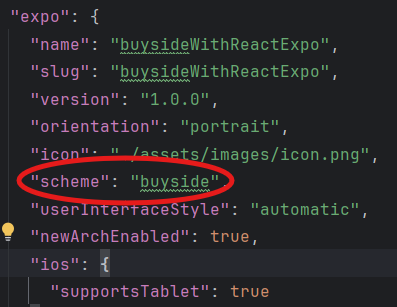 "expo": {
"name": "buysideWithReactExpo",
"slug": "buysideWithReactExpo",
"version": "1.0.0",
"orientation": "portrait",
"icon": "./assets/images/icon.png",
"scheme": "buyside",
"userInterfaceStyle": "automatic",
"newArchEnabled": true,
"ios": {
"supportsTablet": true